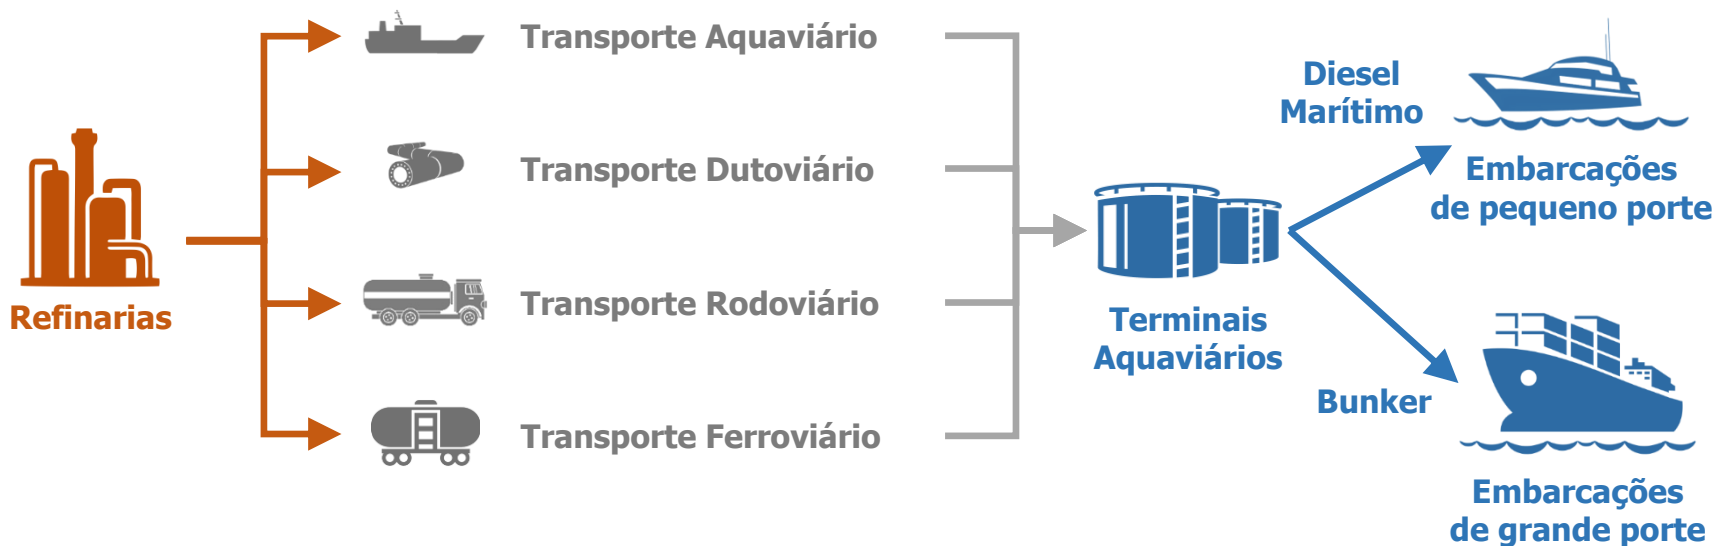 Refinarias
Transporte Aquaviário
Transporte Dutoviário
Transporte Rodoviário
Transporte Ferroviário
Terminais
Aquaviários
Diesel
Marítimo
Embarcações
de pequeno porte
Bunker
Embarcações
de grande porte